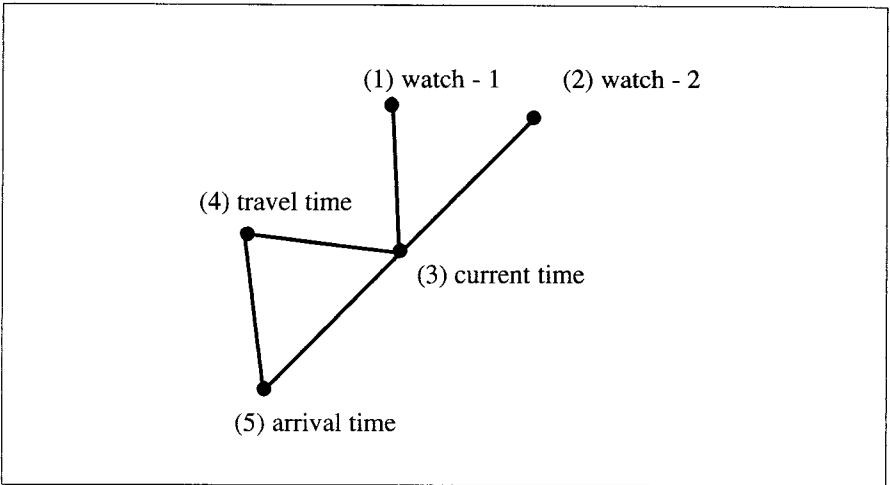 (1) watch - 1
(2) watch - 2
(4) travel time
(3) current time
(5) arrival time